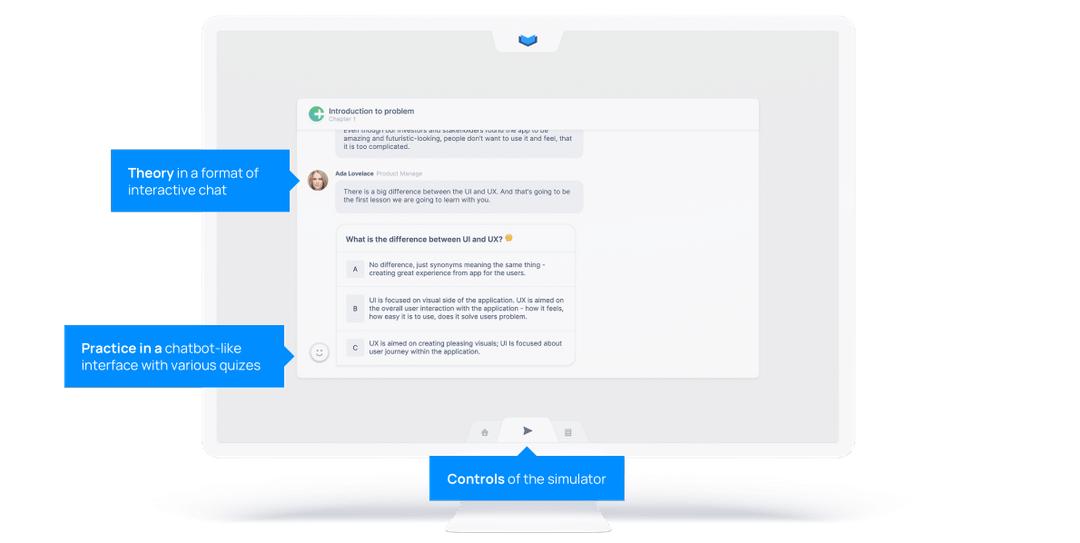 Introduction to problem
Chapter 1
Even though our investors and stakeholders found the app to be
amazing and futuristic-looking, people don't want to use it and feel, that
it is too complicated.
Theory in a format of
interactive chat
Ada Lovelace Product Manage
There is a big difference between the UI and UX. And that's going to be
the first lesson we are going to learn with you.
What is the difference between UI and UX?
A
No difference, just synonyms meaning the same thing -
creating great experience from app for the users.
B
UI is focused on visual side of the application. UX is aimed on
the overall user interaction with the application - how it feels,
how easy it is to use, does it solve users problem.
C
UX is aimed on creating pleasing visuals; UI Is focused about
user journey within the application.
Practice in a chatbot-like
interface with various quizes
Controls of the simulator